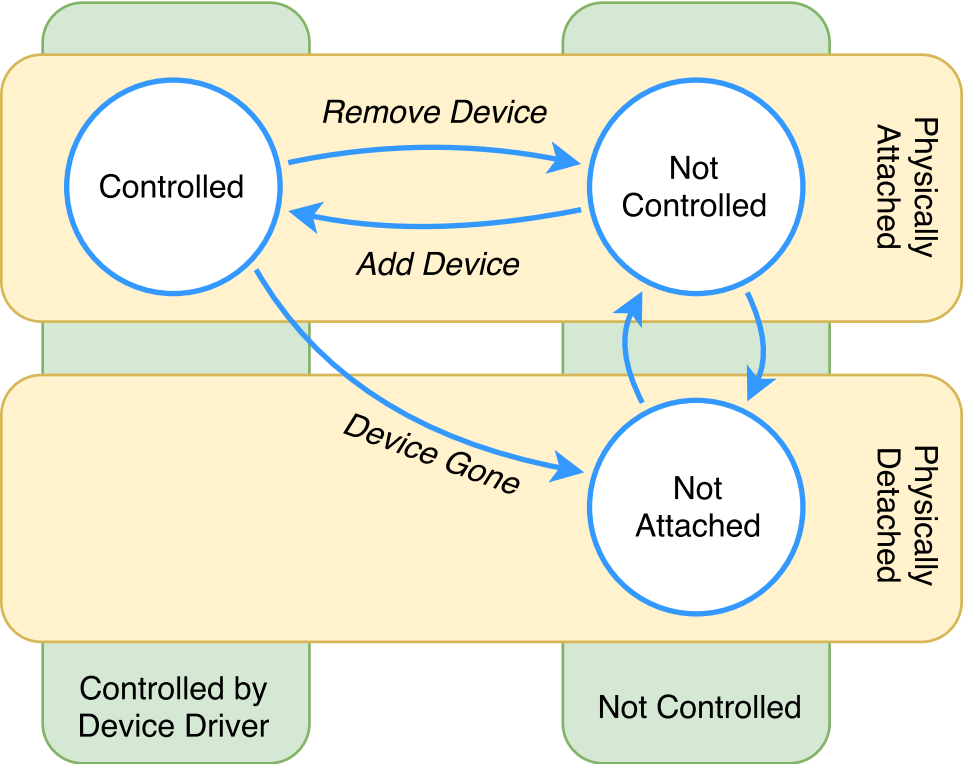 Remove Device
Controlled
Not
Controlled
Add Device
Physically
Attached
Device Gone
Not
Attached
Physically
Detached
Controlled by
Device Driver
Not Controlled